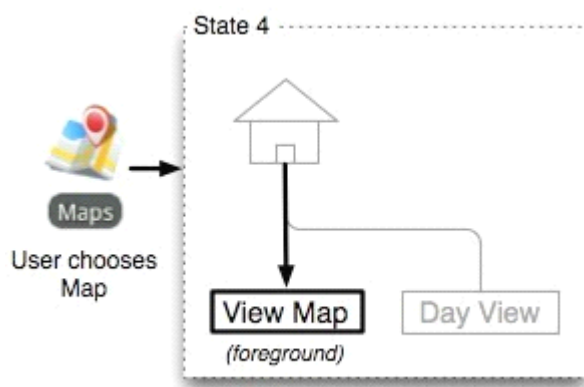 State 4
Maps
User chooses
Map
View Map
Day View
(foreground)